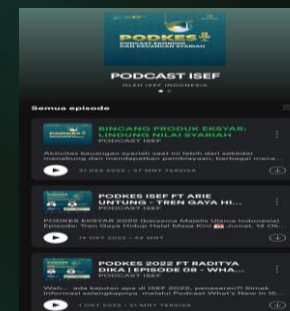 PODKES
PODCAST EKONOMI
DAN KEUANGAN SYARIAH
PODCAST ISEF
OLEH ISEF INDONESIA
Semua episode
BINCANG PRODUK EKSYAR:
LINDUNG NILAI SYARIAH
PODCAST ISEF
Aktivitas keuangan syariah saat ini lebih dari sekedar
menabung dan mendapatkan pembiayaan, berbagai maca...
31 DES 2022 • 37 MNT TERSISA
PODKES ISEF FT ARIE
UNTUNG - TREN GAYA HI...
PODCAST ISEF
PODKES EKSYAR 2022 (bersama Majelis Ulama Indonesia)
Episode: Tren Gaya Hidup Halal Masa Kini Jumat, 14 Ok...
14 OKT 2022 • 43 MNT
PODKES 2022 FT RADITYA
DIKA | EPISODE 08 - WHA...
PODCAST ISEF
Wah... ada kejutan apa di ISEF 2022, penasaran?! Simak
informasi selengkapnya melalui Podcast What's New in IS...
1 OKT 2022 • 21 MNT TERSISA